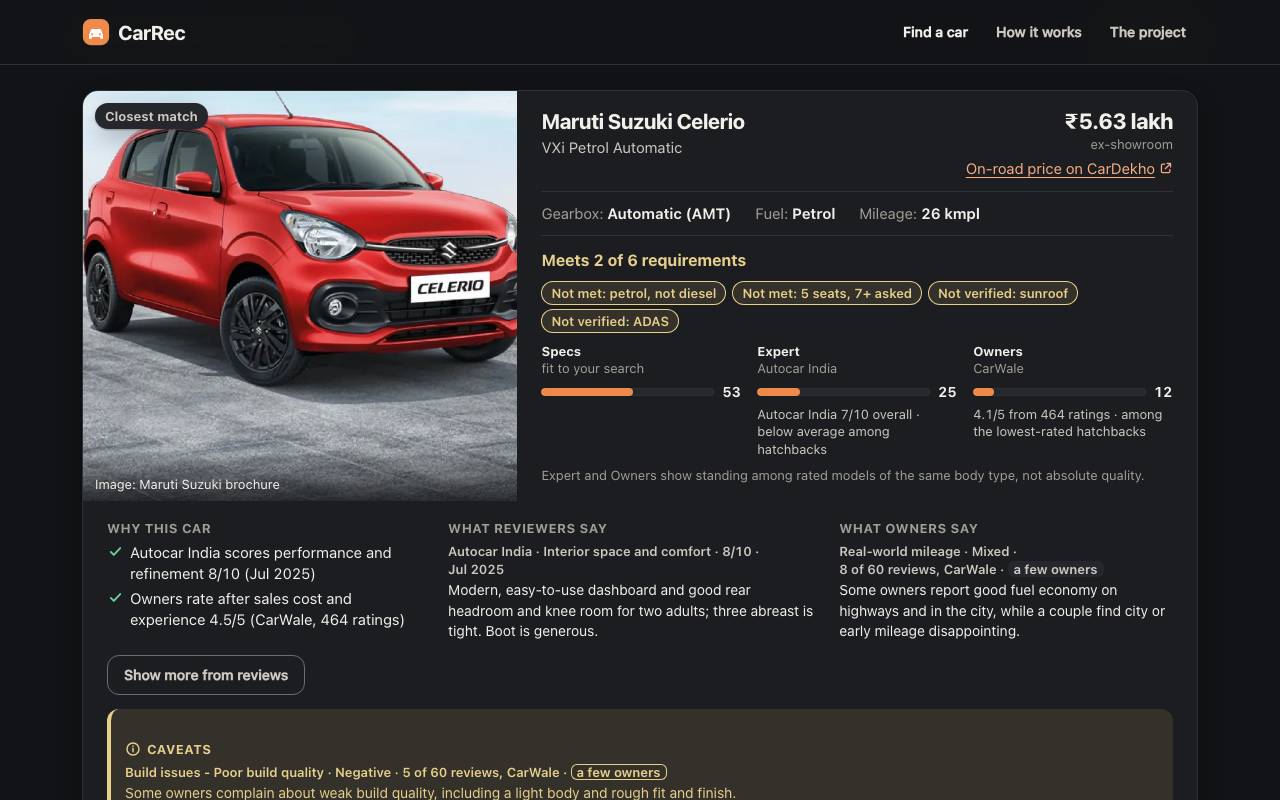 CarRec
Find a car
How it works
The project
Closest match
CELERIO
Image: Maruti Suzuki brochure
Maruti Suzuki Celerio
VXi Petrol Automatic
₹5.63 lakh
ex-showroom
On-road price on CarDekho
Gearbox: Automatic (AMT) Fuel: Petrol Mileage: 26 kmpl
Meets 2 of 6 requirements
Not met: petrol, not diesel
Not met: 5 seats, 7+ asked
Not verified: sunroof
Not verified: ADAS
Specs
fit to your search
53
Expert
Autocar India
25
Autocar India 7/10 overall ·
below average among
hatchbacks
Owners
CarWale
12
4.1/5 from 464 ratings · among
the lowest-rated hatchbacks
Expert and Owners show standing among rated models of the same body type, not absolute quality.
WHY THIS CAR
Autocar India scores performance and
refinement 8/10 (Jul 2025)
Owners rate after sales cost and
experience 4.5/5 (CarWale, 464 ratings)
WHAT REVIEWERS SAY
Autocar India · Interior space and comfort · 8/10 ·
Jul 2025
Modern, easy-to-use dashboard and good rear
headroom and knee room for two adults; three abreast is
tight. Boot is generous.
WHAT OWNERS SAY
Real-world mileage · Mixed ·
8 of 60 reviews, CarWale · a few owners
Some owners report good fuel economy on
highways and in the city, while a couple find city or
early mileage disappointing.
Show more from reviews
CAVEATS
Build issues - Poor build quality · Negative · 5 of 60 reviews, CarWale · a few owners
Some owners complain about weak build quality, including a light body and rough fit and finish.